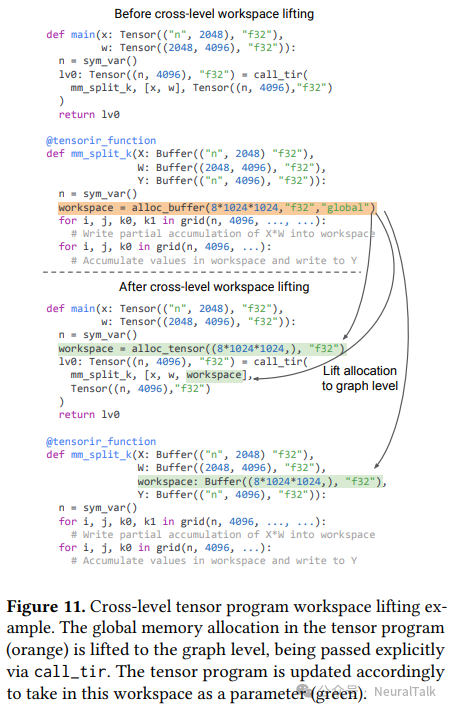 Before cross-level workspace lifting
def main(x: Tensor(("n", 2048), "f32"),
w: Tensor((2048, 4096), "f32")):
n = sym_var()
lv0: Tensor((n, 4096), "f32") = call_tir(
mm_split_k, [x, w], Tensor((n, 4096),"f32")
)
return lv0
@tensorir_function
def mm_split_k(X: Buffer(("n", 2048) "f32"),
W: Buffer((2048, 4096), "f32"),
Y: Buffer(("n", 4096), "f32")):
n = sym_var()
workspace = alloc_buffer(8*1024*1024,"f32","global")
for i, j, k0, k1 in grid(n, 4096, ..., ...):
# Write partial accumulation of X*W into workspace
for i, j, k0 in grid(n, 4096, ...):
# Accumulate values in workspace and write to Y
After cross-level workspace lifting
def main(x: Tensor(("n", 2048), "f32"),
w: Tensor((2048, 4096), "f32")):
n = sym_var()
workspace = alloc_tensor((8*1024*1024,), "f32")
lv0: Tensor((n, 4096), "f32") = call_tir(
mm_split_k, [x, w, workspace],
Tensor((n, 4096),"f32")
)
return lv0
Lift allocation
to graph level
@tensorir_function
def mm_split_k(X: Buffer(("n", 2048) "f32"),
W: Buffer((2048, 4096), "f32"),
workspace: Buffer((8*1024*1024,), "f32"),
Y: Buffer(("n", 4096), "f32")):
n = sym_var()
for i, j, k0, k1 in grid(n, 4096, ..., ...):
# Write partial accumulation of X*W into workspace
for i, j, k0 in grid(n, 4096, ...):
# Accumulate values in workspace and write to Y
Figure 11. Cross-level tensor program workspace lifting ex-
ample. The global memory allocation in the tensor program
(orange) is lifted to the graph level, being passed explicitly
via call_tir. The tensor program is updated accordingly
to take in this workspace as a parameter (green).
公众号 · NeuralTalk